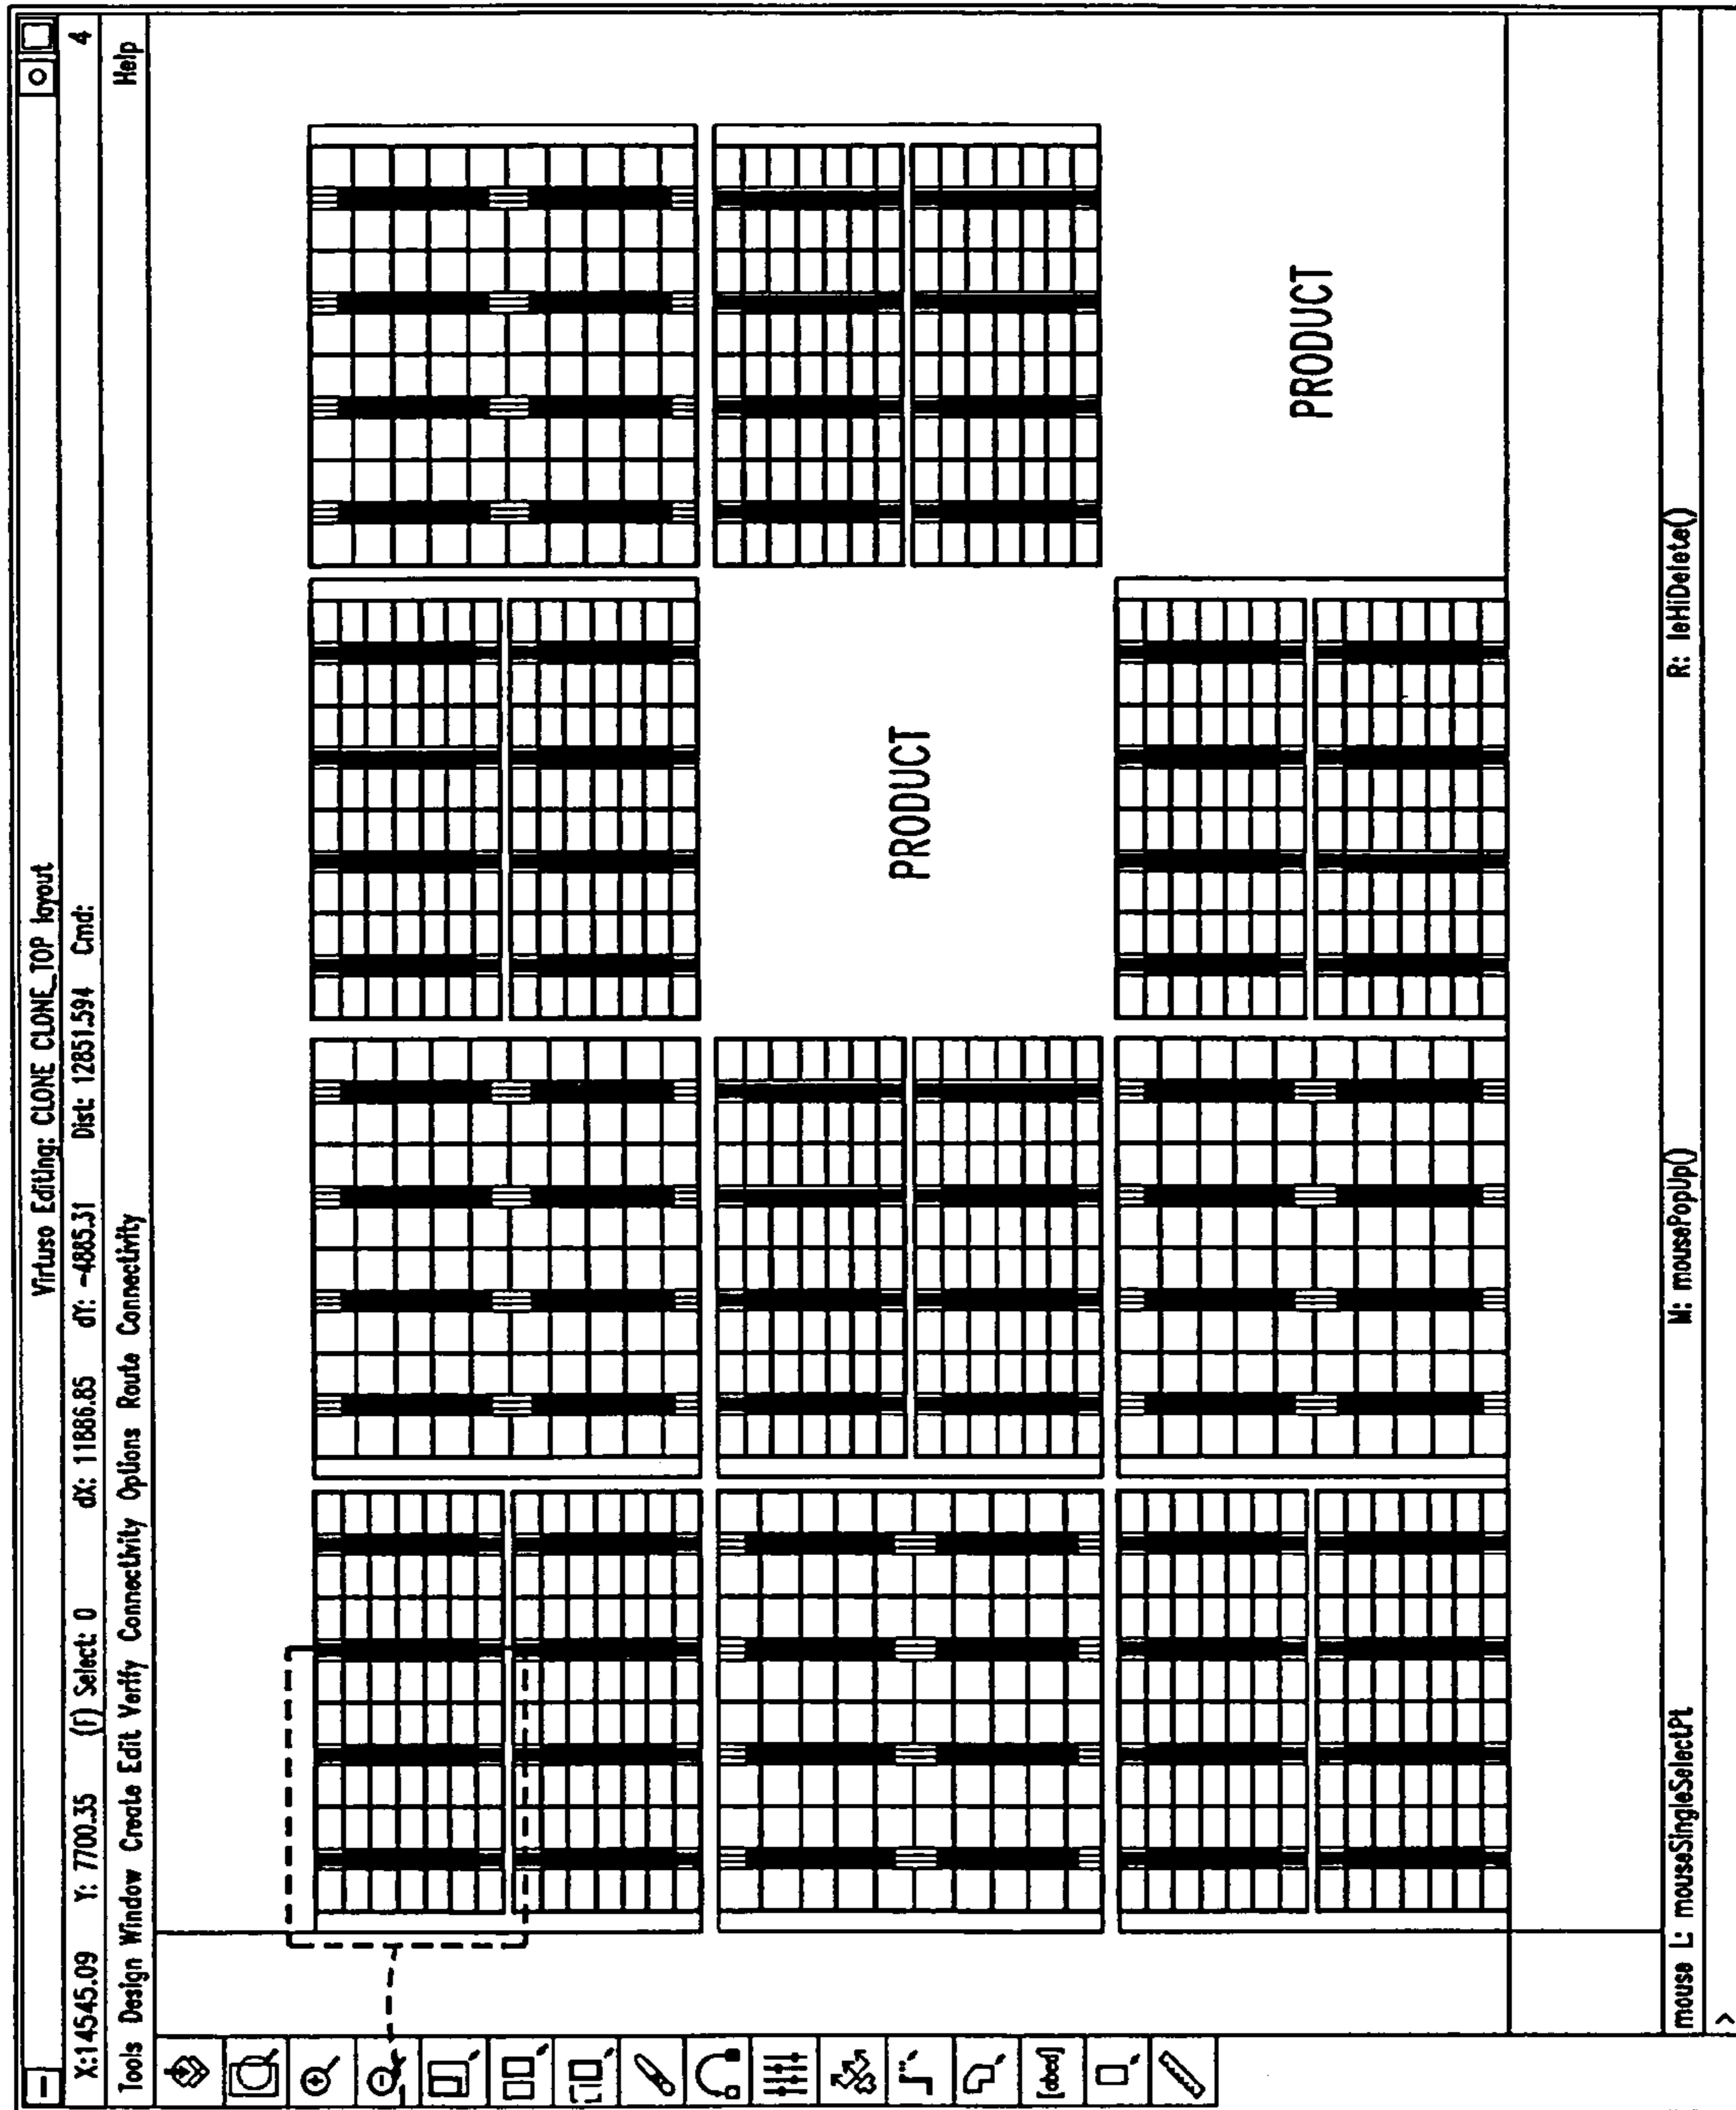 Virtuso Editing: CLONE CLONE_TOP layout
X:14545.09 Y: 7700.35 (F) Select: 0 dX: 11886.85 dY: -4885.31 Dist: 12851.594 Cmd: 4
Tools Design Window Create Edit Verify Connectivity Options Route Connectivity Help
[abcd]
PRODUCT
PRODUCT
mouse L: mouseSingleSelectPt M: mousePopUp() R: leHiDelete()
>